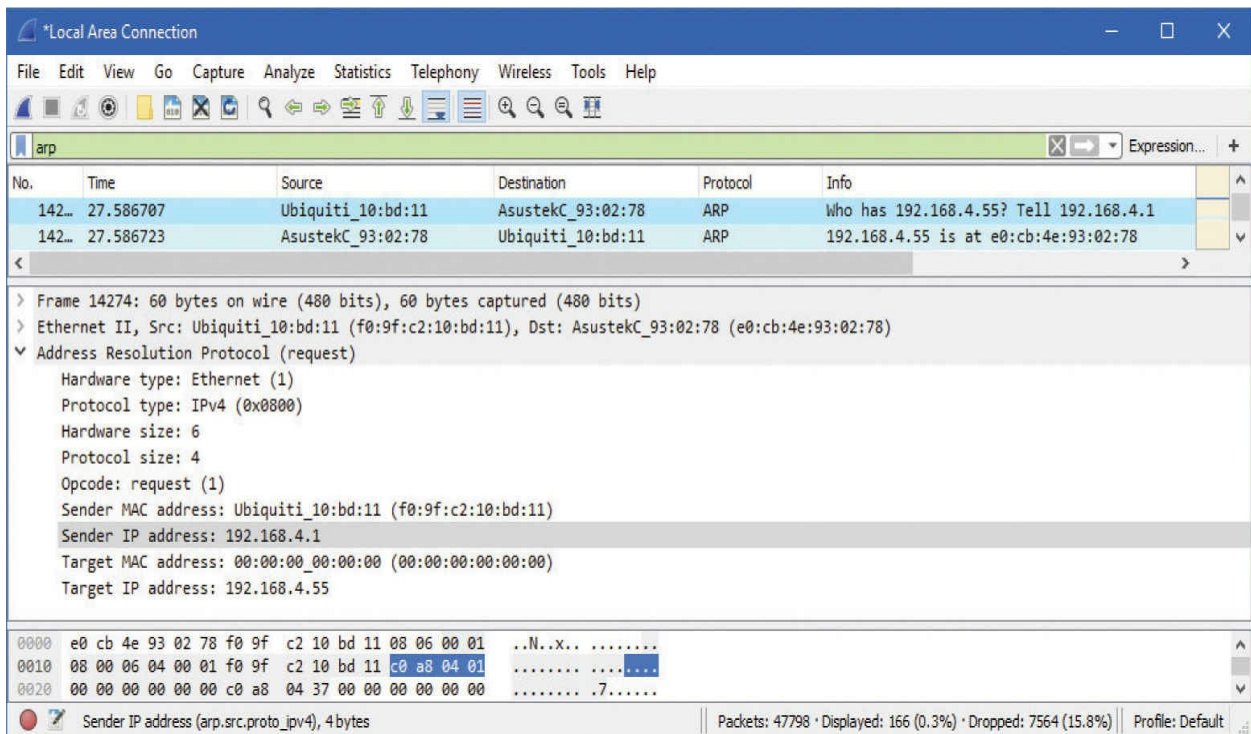 *Local Area Connection
File Edit View Go Capture Analyze Statistics Telephony Wireless Tools Help
arp Expression... +
No. Time Source Destination Protocol Info
142… 27.586707 Ubiquiti_10:bd:11 AsustekC_93:02:78 ARP Who has 192.168.4.55? Tell 192.168.4.1
142… 27.586723 AsustekC_93:02:78 Ubiquiti_10:bd:11 ARP 192.168.4.55 is at e0:cb:4e:93:02:78
Frame 14274: 60 bytes on wire (480 bits), 60 bytes captured (480 bits)
Ethernet II, Src: Ubiquiti_10:bd:11 (f0:9f:c2:10:bd:11), Dst: AsustekC_93:02:78 (e0:cb:4e:93:02:78)
Address Resolution Protocol (request)
Hardware type: Ethernet (1)
Protocol type: IPv4 (0x0800)
Hardware size: 6
Protocol size: 4
Opcode: request (1)
Sender MAC address: Ubiquiti_10:bd:11 (f0:9f:c2:10:bd:11)
Sender IP address: 192.168.4.1
Target MAC address: 00:00:00_00:00:00 (00:00:00:00:00:00)
Target IP address: 192.168.4.55
0000 e0 cb 4e 93 02 78 f0 9f c2 10 bd 11 08 06 00 01 ..N..x.. ........
0010 08 00 06 04 00 01 f0 9f c2 10 bd 11 c0 a8 04 01 ........ ........
0020 00 00 00 00 00 00 c0 a8 04 37 00 00 00 00 00 00 ........ .7......
Sender IP address (arp.src.proto_ipv4), 4 bytes Packets: 47798 · Displayed: 166 (0.3%) · Dropped: 7564 (15.8%) Profile: Default